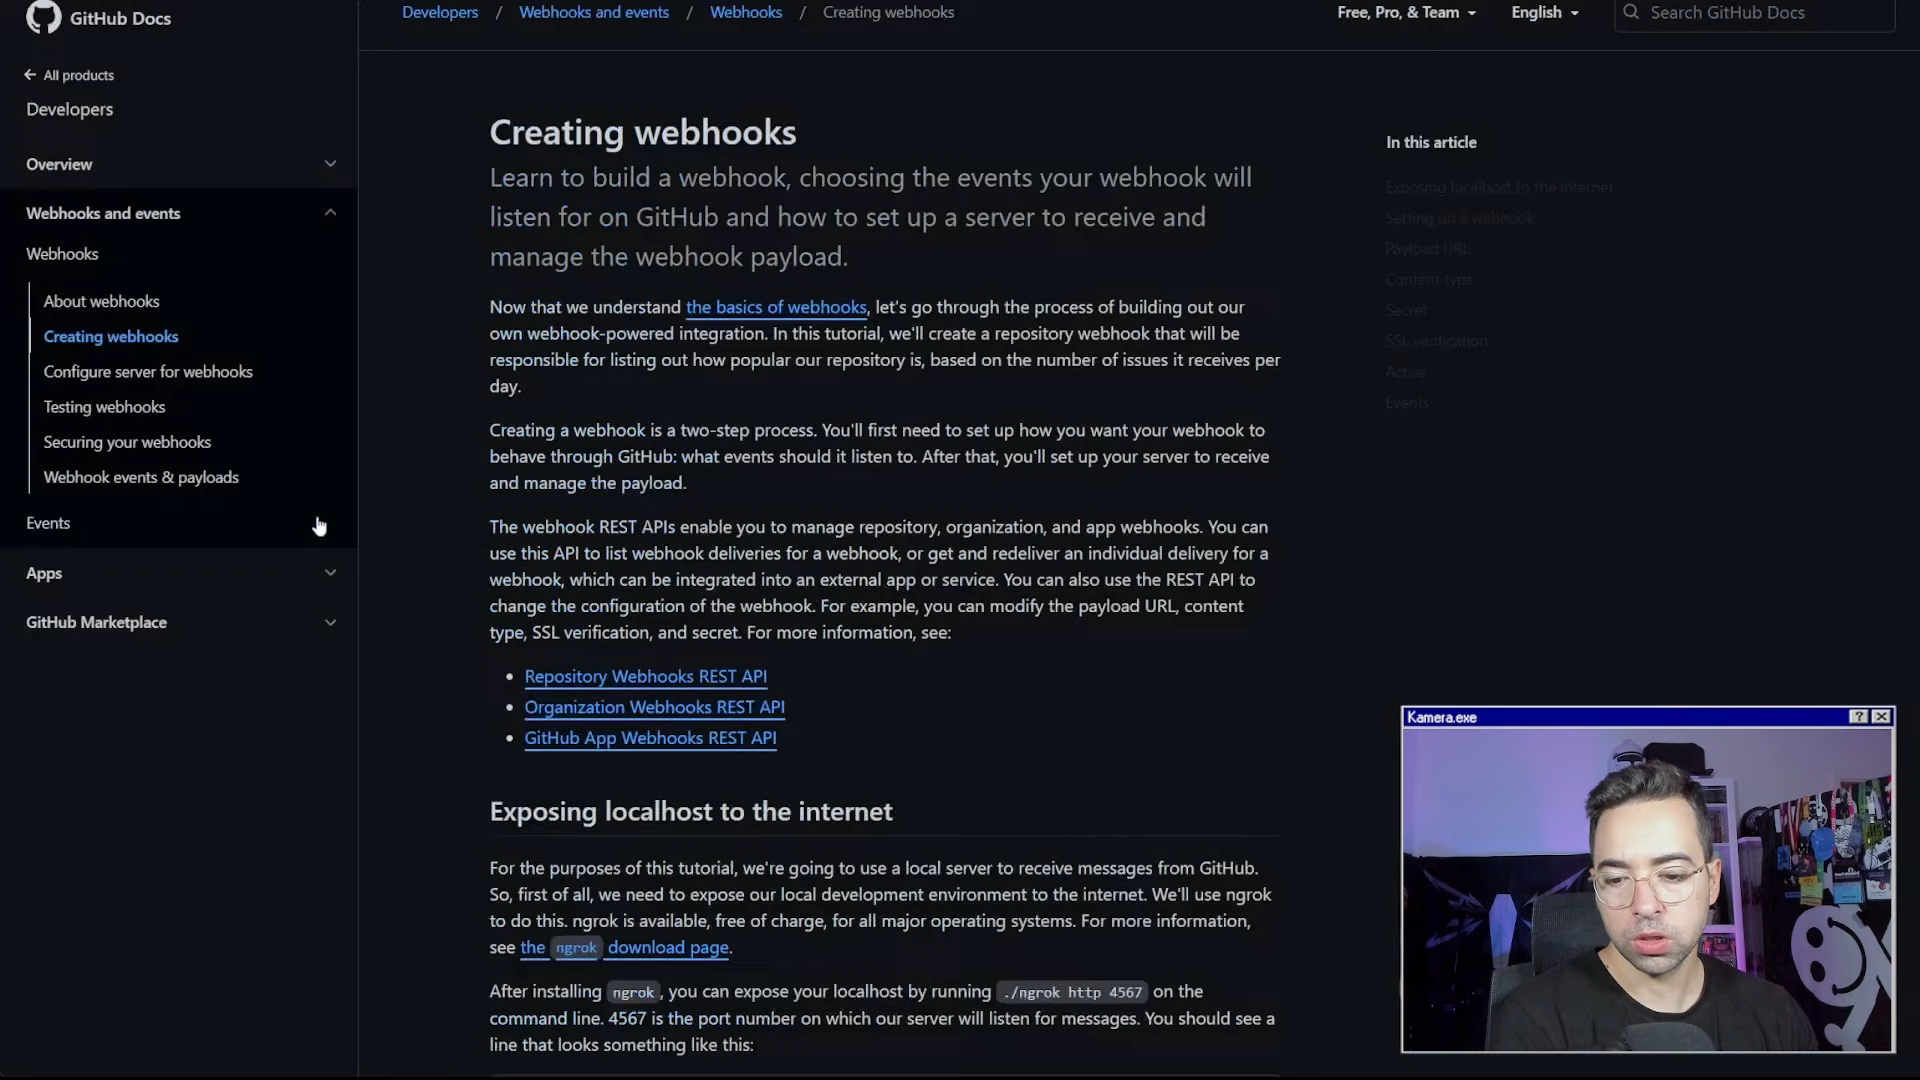 GitHub Docs
Developers / Webhooks and events / Webhooks / Creating webhooks
Free, Pro, & Team
English
Search GitHub Docs
All products
Developers
Overview
Webhooks and events
Webhooks
About webhooks
Creating webhooks
Configure server for webhooks
Testing webhooks
Securing your webhooks
Webhook events & payloads
Events
Apps
GitHub Marketplace
Creating webhooks
Learn to build a webhook, choosing the events your webhook will
listen for on GitHub and how to set up a server to receive and
manage the webhook payload.
Now that we understand the basics of webhooks, let's go through the process of building out our
own webhook-powered integration. In this tutorial, we'll create a repository webhook that will be
responsible for listing out how popular our repository is, based on the number of issues it receives per
day.
Creating a webhook is a two-step process. You'll first need to set up how you want your webhook to
behave through GitHub: what events should it listen to. After that, you'll set up your server to receive
and manage the payload.
The webhook REST APIs enable you to manage repository, organization, and app webhooks. You can
use this API to list webhook deliveries for a webhook, or get and redeliver an individual delivery for a
webhook, which can be integrated into an external app or service. You can also use the REST API to
change the configuration of the webhook. For example, you can modify the payload URL, content
type, SSL verification, and secret. For more information, see:
• Repository Webhooks REST API
• Organization Webhooks REST API
• GitHub App Webhooks REST API
Exposing localhost to the internet
For the purposes of this tutorial, we're going to use a local server to receive messages from GitHub.
So, first of all, we need to expose our local development environment to the internet. We'll use ngrok
to do this. ngrok is available, free of charge, for all major operating systems. For more information,
see the ngrok download page.
After installing ngrok, you can expose your localhost by running ./ngrok http 4567 on the
command line. 4567 is the port number on which our server will listen for messages. You should see a
line that looks something like this:
In this article
Exposing localhost to the internet
Setting up a webhook
Payload URL
Content type
Secret
SSL verification
Active
Events
Kamera.exe